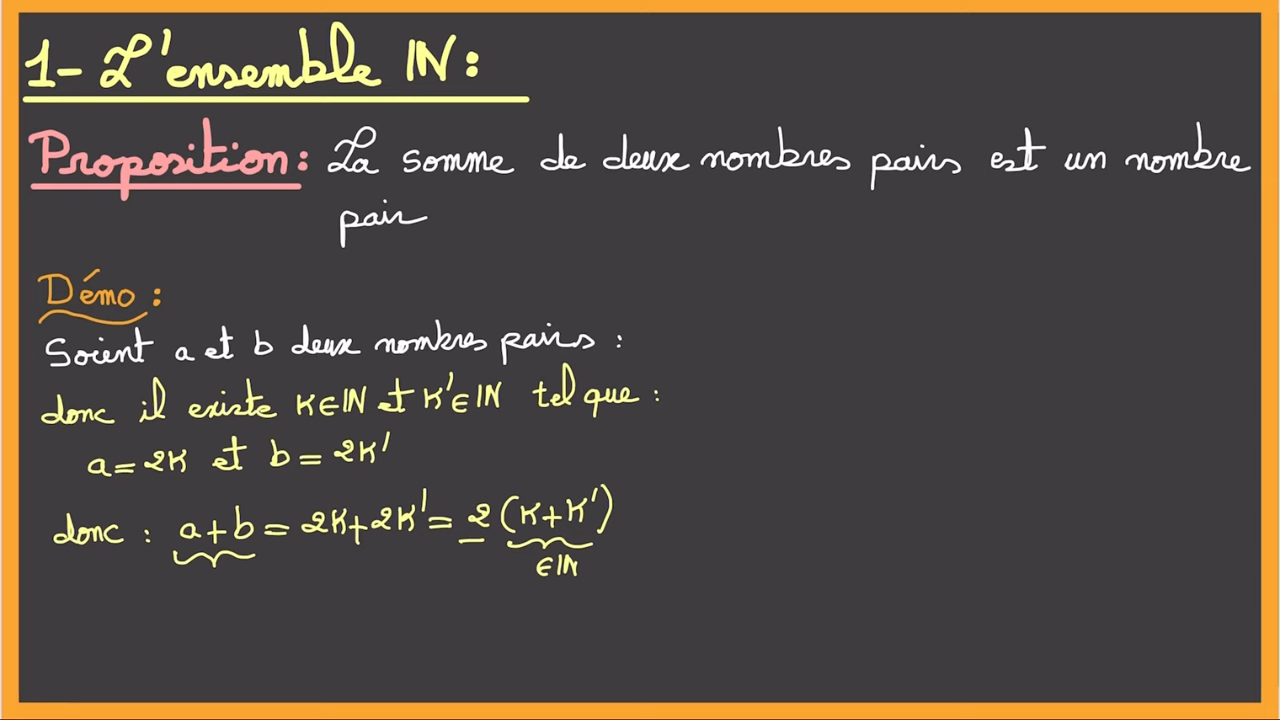 1- L'ensemble IN:
Proposition: La somme de deux nombres pairs est un nombre
pair
Démo:
Soient a et b deux nombres pairs :
donc il existe K∈IN et K'∈IN tel que :
a = 2K et b = 2K'
donc : a+b = 2K+2K' = 2 (K+K')
∈IN